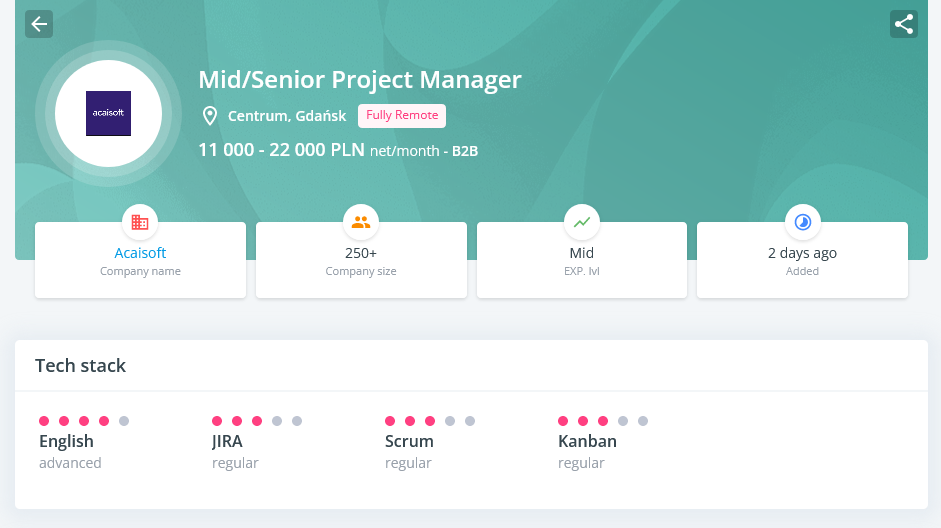 acaisoft
Mid/Senior Project Manager
Centrum, Gdańsk Fully Remote
11 000 - 22 000 PLN net/month - B2B
Acaisoft
Company name
250+
Company size
Mid
EXP. lvl
2 days ago
Added
Tech stack
English
advanced
JIRA
regular
Scrum
regular
Kanban
regular